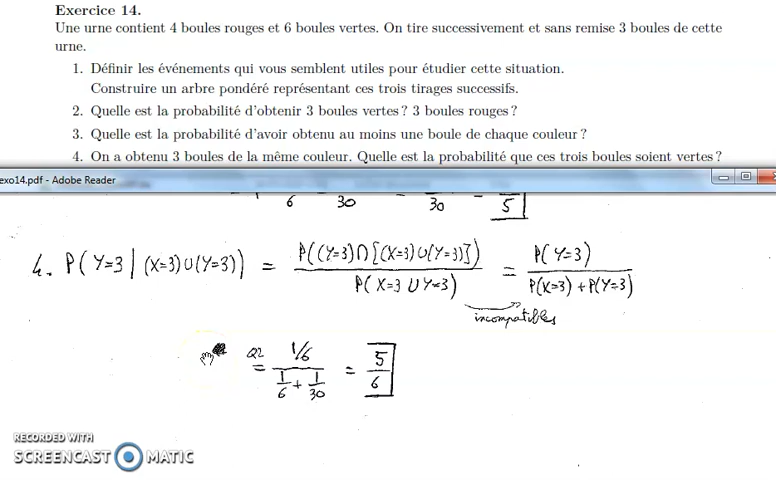 Exercice 14.
Une urne contient 4 boules rouges et 6 boules vertes. On tire successivement et sans remise 3 boules de cette
urne.
1. Définir les événements qui vous semblent utiles pour étudier cette situation.
Construire un arbre pondéré représentant ces trois tirages successifs.
2. Quelle est la probabilité d'obtenir 3 boules vertes ? 3 boules rouges ?
3. Quelle est la probabilité d'avoir obtenu au moins une boule de chaque couleur ?
4. On a obtenu 3 boules de la même couleur. Quelle est la probabilité que ces trois boules soient vertes ?
exo14.pdf - Adobe Reader
6 30 30 5
4. P(Y=3 | (X=3)∪(Y=3)) = P((Y=3)∩[(X=3)∪(Y=3)]) / P(X=3 ∪ Y=3) = P(Y=3) / P(X=3) + P(Y=3)
incompatibles
Q2 = 1/6 / 1/6 + 1/30 = 5/6
RECORDED WITH
SCREENCAST MATIC